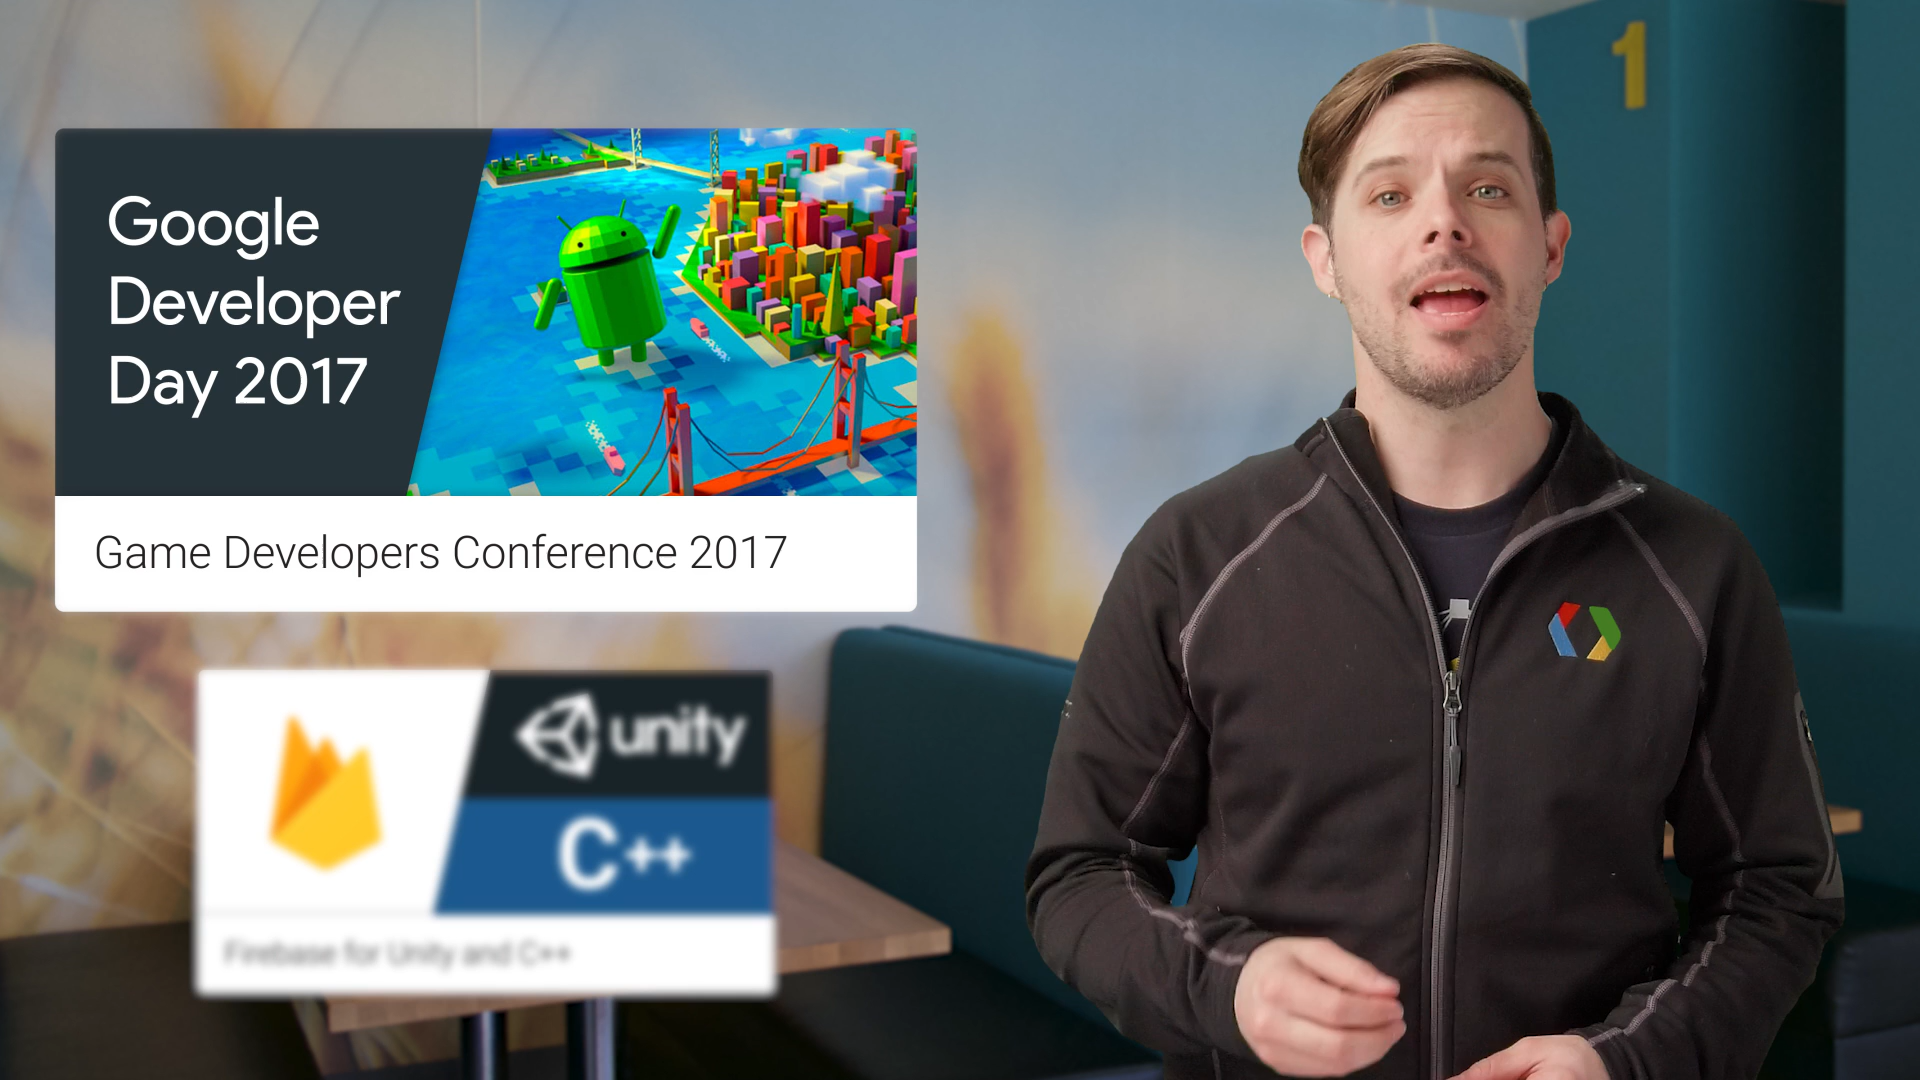 1
Google
Developer
Day 2017
Game Developers Conference 2017
unity
C++
Firebase for Unity and C++